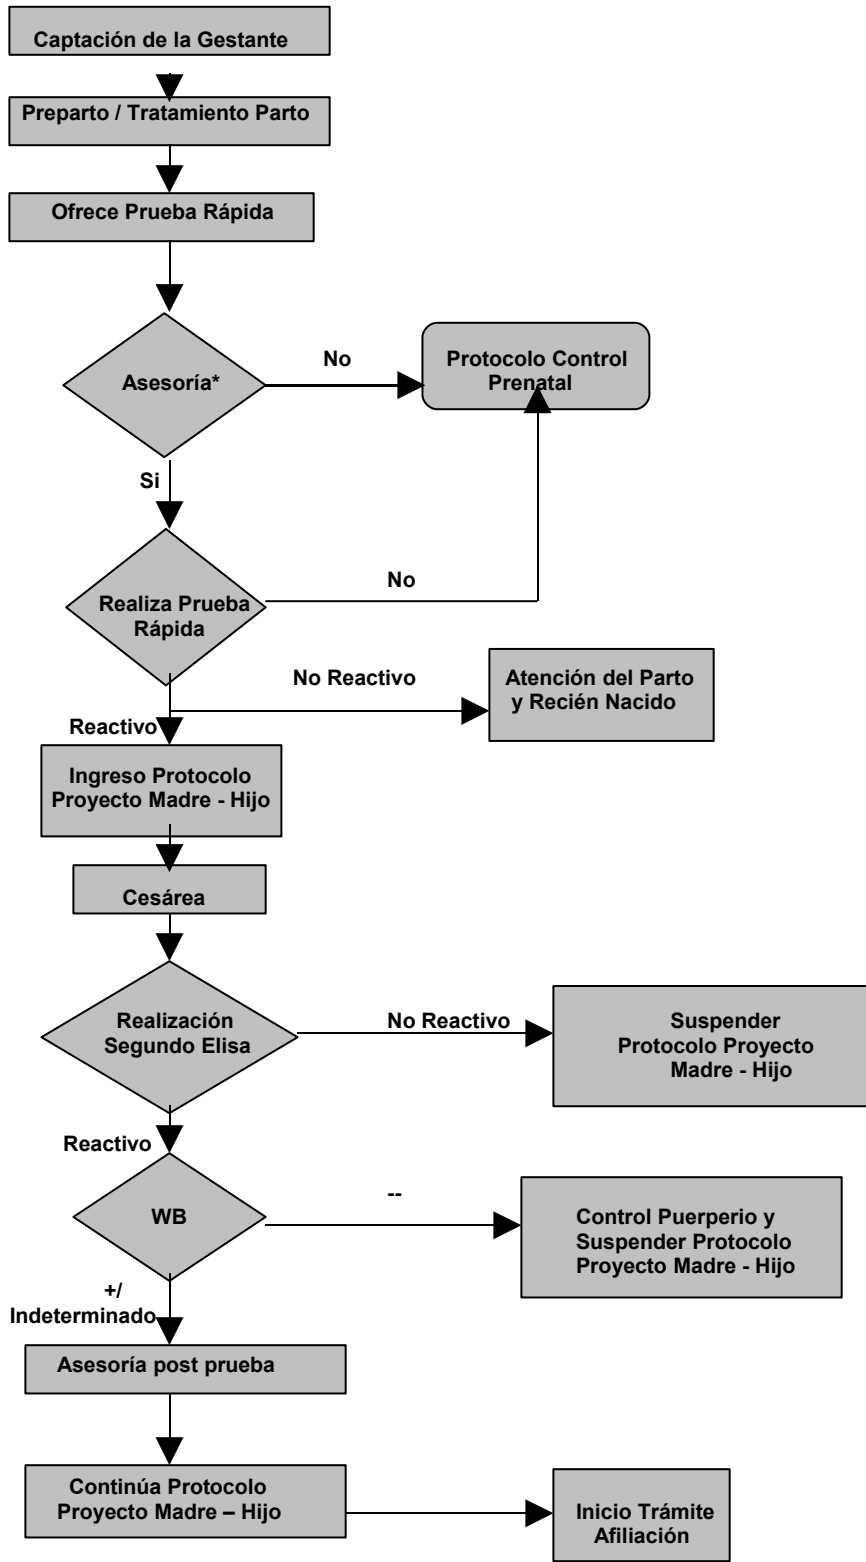 Captación de la Gestante
Preparto / Tratamiento Parto
Ofrece Prueba Rápida
Asesoría*
No
Protocolo Control
Prenatal
Si
Realiza Prueba
Rápida
No
No Reactivo
Atención del Parto
y Recién Nacido
Reactivo
Ingreso Protocolo
Proyecto Madre - Hijo
Cesárea
Realización
Segundo Elisa
No Reactivo
Suspender
Protocolo Proyecto
Madre - Hijo
Reactivo
WB
--
Control Puerperio y
Suspender Protocolo
Proyecto Madre - Hijo
+/
Indeterminado
Asesoría post prueba
Continúa Protocolo
Proyecto Madre – Hijo
Inicio Trámite
Afiliación